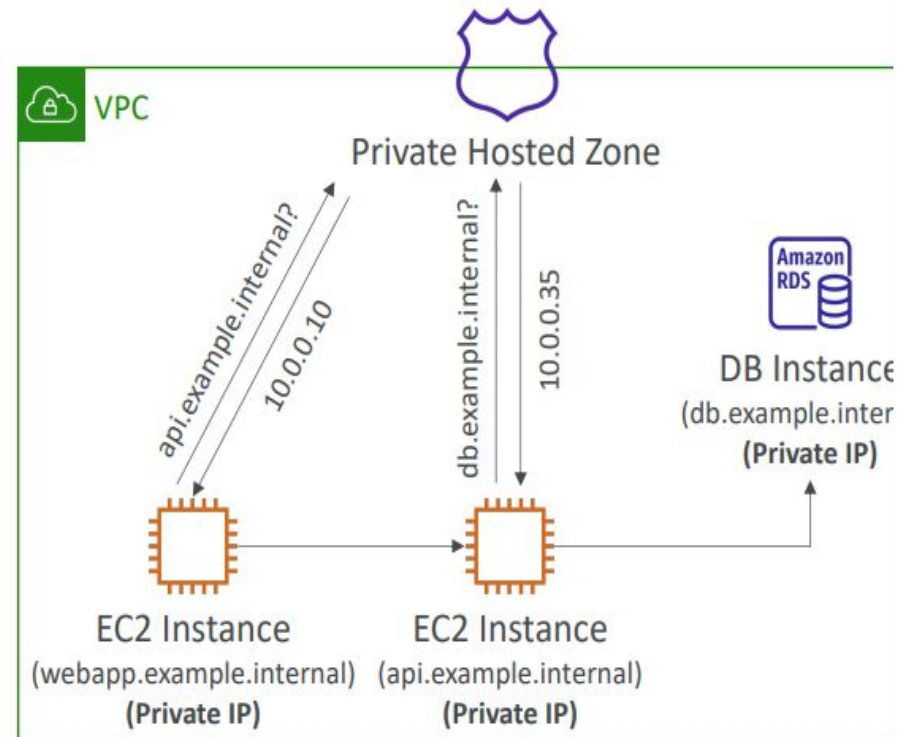 VPC
Private Hosted Zone
api.example.internal?
10.0.0.10
db.example.internal?
10.0.0.35
Amazon
RDS
DB Instance
(db.example.inter
(Private IP)
EC2 Instance
(webapp.example.internal)
(Private IP)
EC2 Instance
(api.example.internal)
(Private IP)